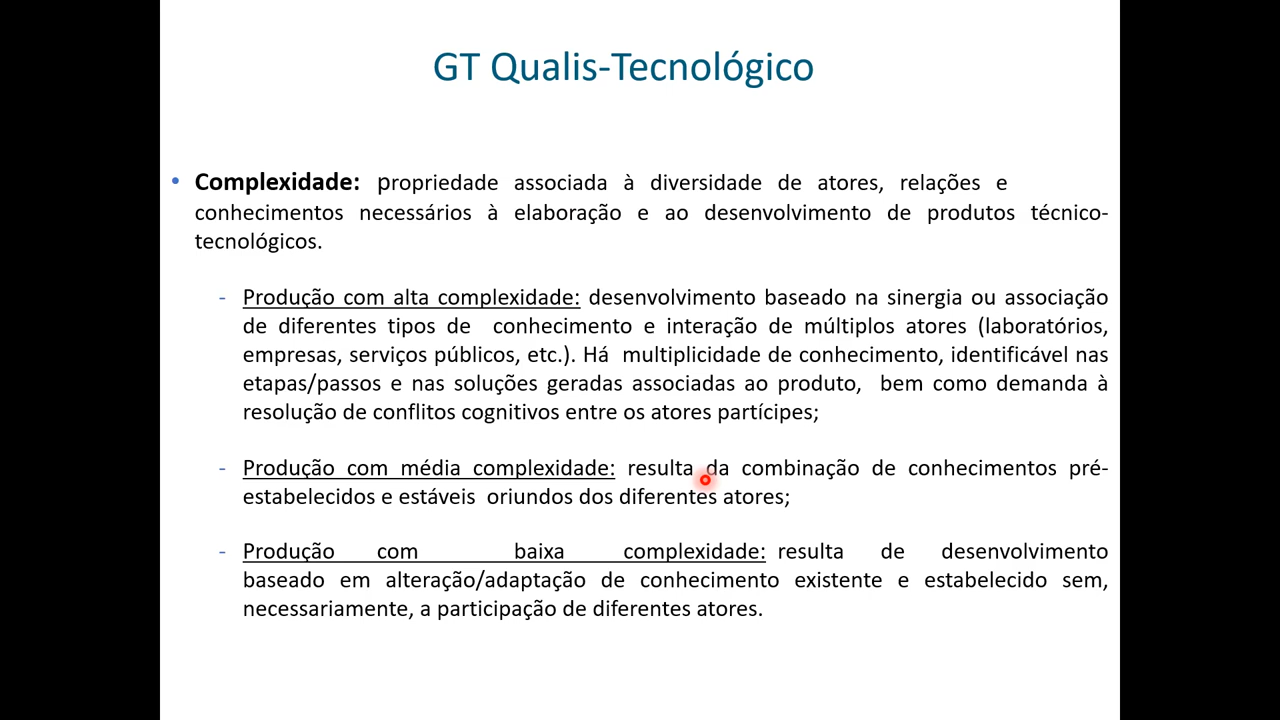 GT Qualis-Tecnológico
• Complexidade: propriedade associada à diversidade de atores, relações e
conhecimentos necessários à elaboração e ao desenvolvimento de produtos técnico-
tecnológicos.
- Produção com alta complexidade: desenvolvimento baseado na sinergia ou associação
de diferentes tipos de conhecimento e interação de múltiplos atores (laboratórios,
empresas, serviços públicos, etc.). Há multiplicidade de conhecimento, identificável nas
etapas/passos e nas soluções geradas associadas ao produto, bem como demanda à
resolução de conflitos cognitivos entre os atores partícipes;
- Produção com média complexidade: resulta da combinação de conhecimentos pré-
estabelecidos e estáveis oriundos dos diferentes atores;
- Produção com baixa complexidade: resulta de desenvolvimento
baseado em alteração/adaptação de conhecimento existente e estabelecido sem,
necessariamente, a participação de diferentes atores.